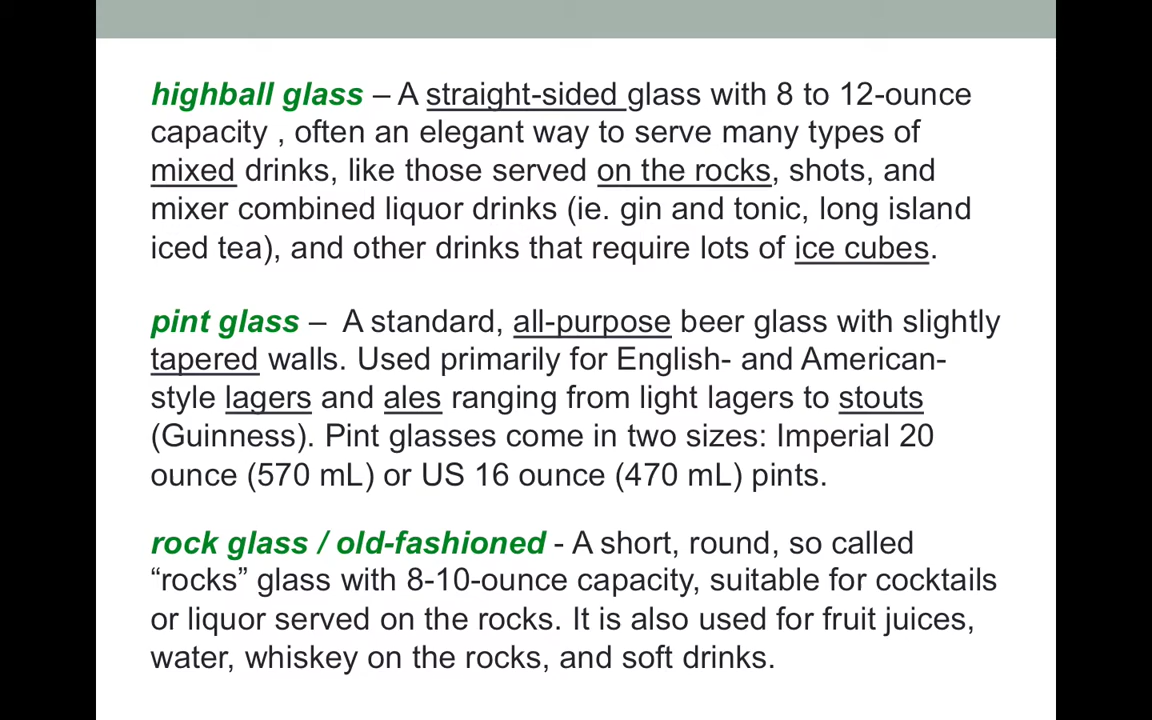 highball glass – A straight-sided glass with 8 to 12-ounce
capacity , often an elegant way to serve many types of
mixed drinks, like those served on the rocks, shots, and
mixer combined liquor drinks (ie. gin and tonic, long island
iced tea), and other drinks that require lots of ice cubes.
pint glass – A standard, all-purpose beer glass with slightly
tapered walls. Used primarily for English- and American-
style lagers and ales ranging from light lagers to stouts
(Guinness). Pint glasses come in two sizes: Imperial 20
ounce (570 mL) or US 16 ounce (470 mL) pints.
rock glass / old-fashioned - A short, round, so called
“rocks” glass with 8-10-ounce capacity, suitable for cocktails
or liquor served on the rocks. It is also used for fruit juices,
water, whiskey on the rocks, and soft drinks.